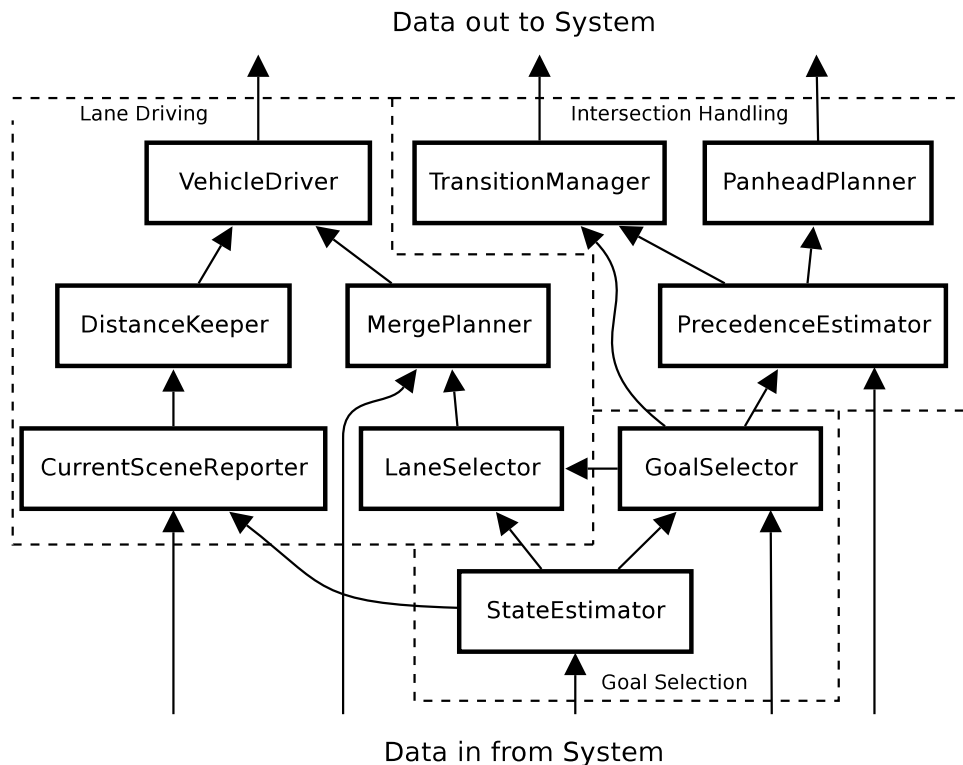 Data out to System
Lane Driving
Intersection Handling
VehicleDriver
TransitionManager
PanheadPlanner
DistanceKeeper
MergePlanner
PrecedenceEstimator
CurrentSceneReporter
LaneSelector
GoalSelector
StateEstimator
Goal Selection
Data in from System